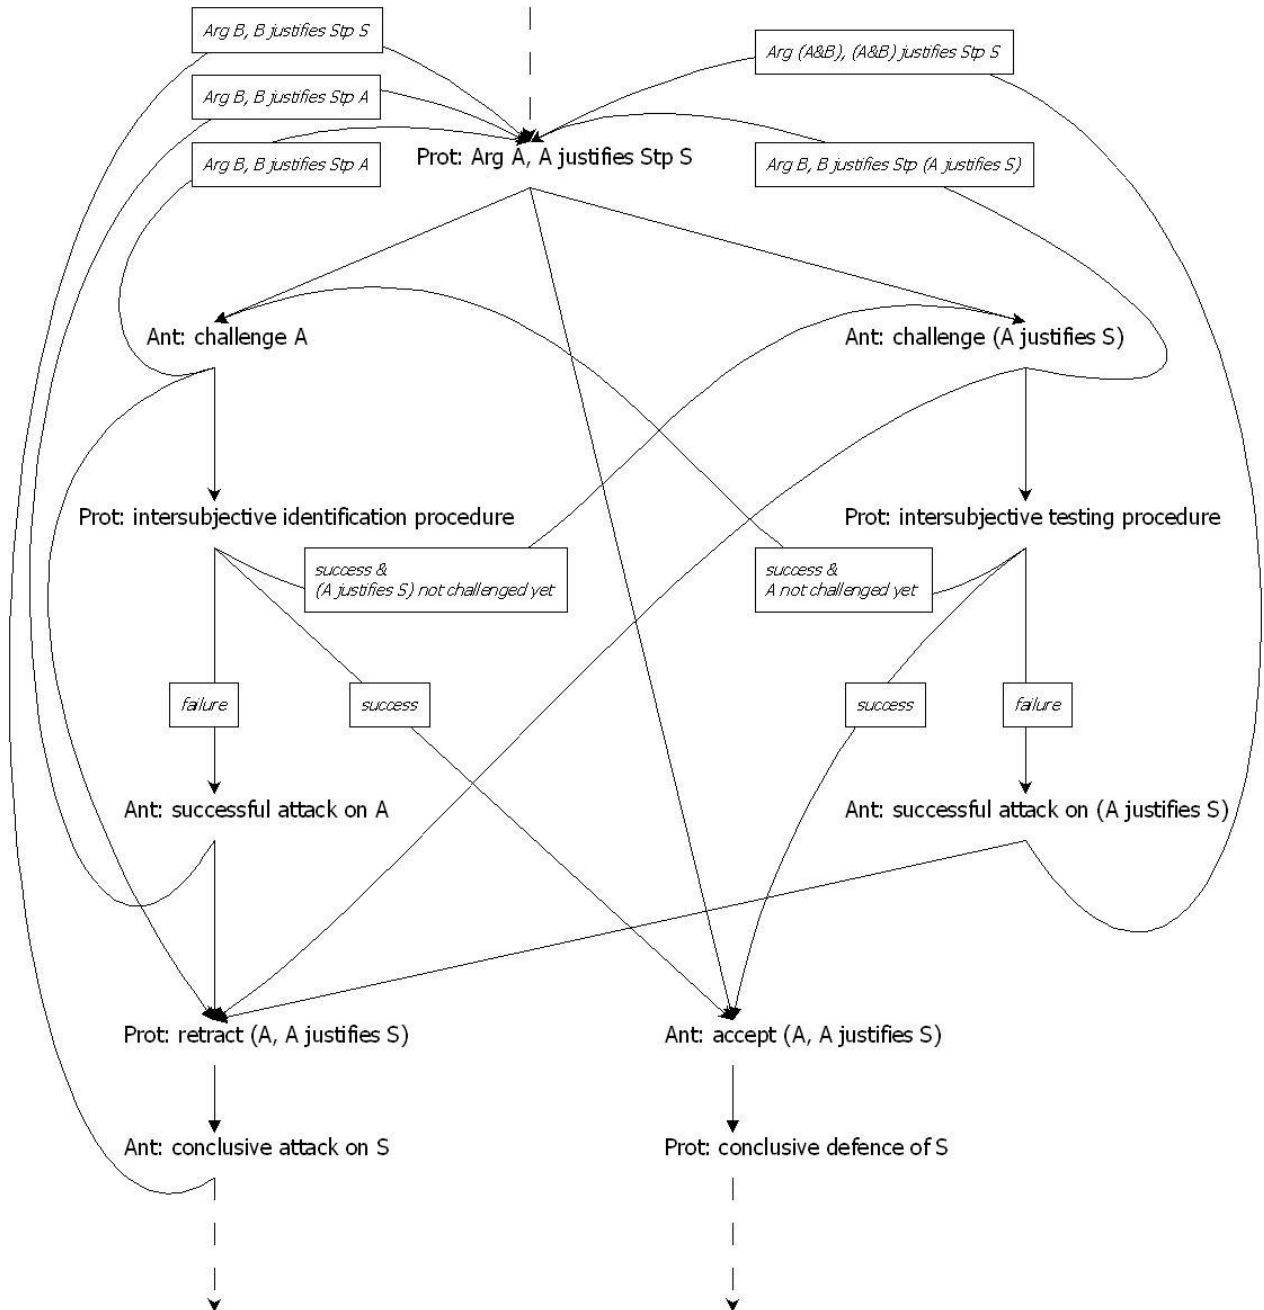 Arg B, B justifies Stp S
Arg (A&B), (A&B) justifies Stp S
Arg B, B justifies Stp A
Prot: Arg A, A justifies Stp S
Arg B, B justifies Stp A
Arg B, B justifies Stp (A justifies S)
Ant: challenge A
Ant: challenge (A justifies S)
Prot: intersubjective identification procedure
Prot: intersubjective testing procedure
success &
(A justifies S) not challenged yet
success &
A not challenged yet
failure
success
success
failure
Ant: successful attack on A
Ant: successful attack on (A justifies S)
Prot: retract (A, A justifies S)
Ant: accept (A, A justifies S)
Ant: conclusive attack on S
Prot: conclusive defence of S